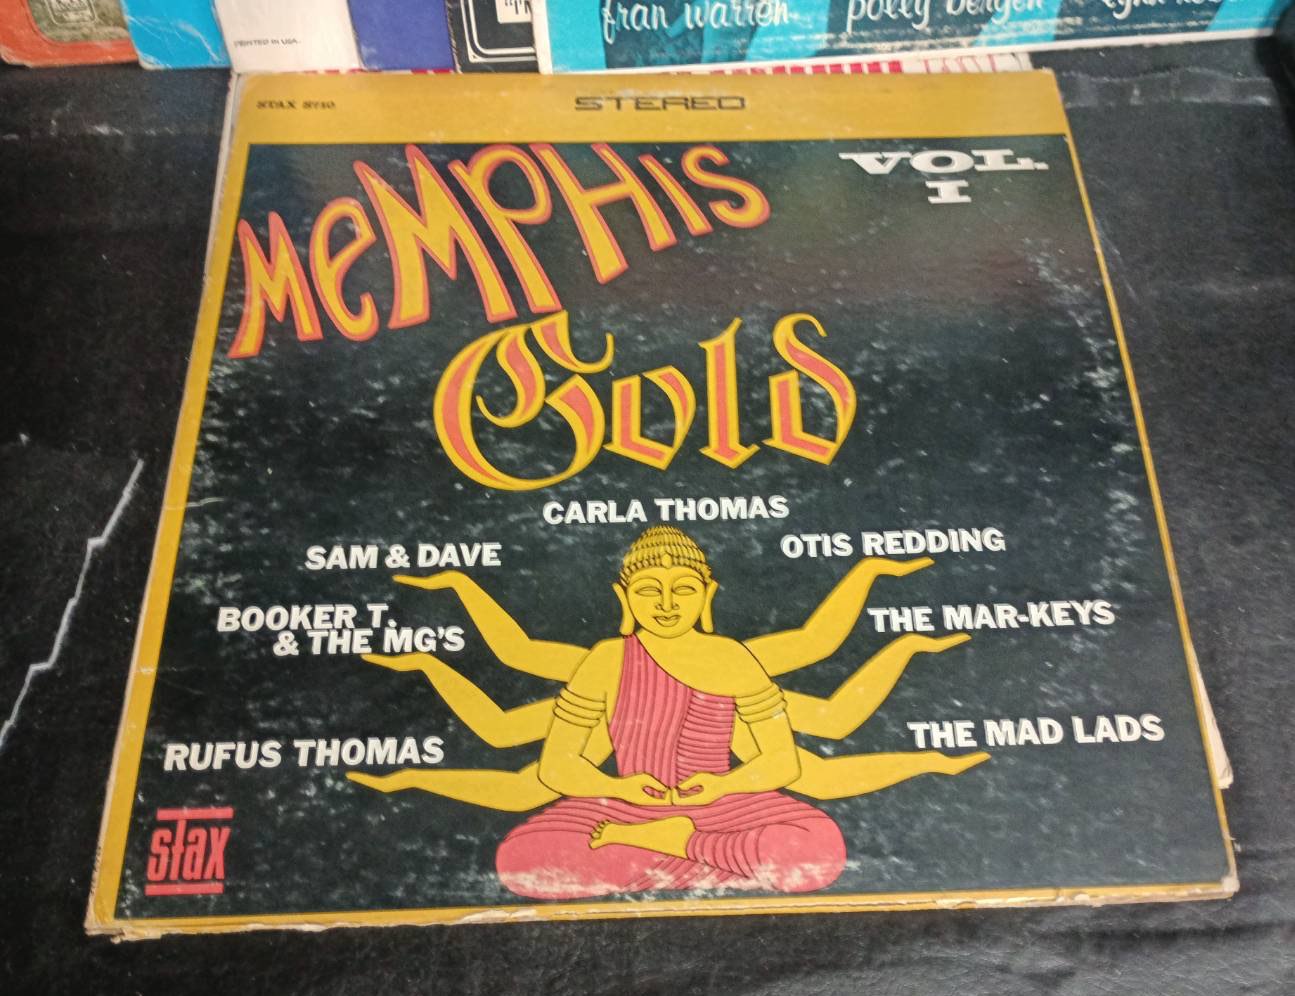 fran warren
polly bergen
PRINTED IN USA.
"I'M
STAX S710
STEREO
MEMPHIS
VOL.
I
Gold
CARLA THOMAS
SAM & DAVE
OTIS REDDING
BOOKER T.
& THE MG'S
THE MAR-KEYS
RUFUS THOMAS
THE MAD LADS
stax